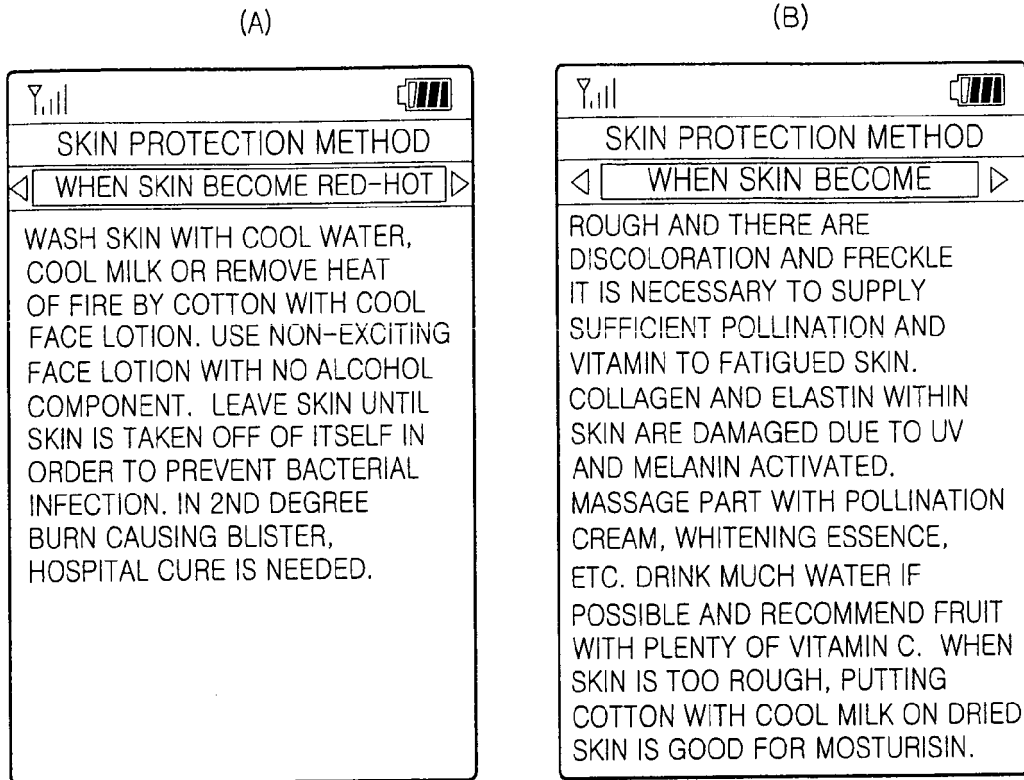 (A)
SKIN PROTECTION METHOD
WHEN SKIN BECOME RED-HOT
WASH SKIN WITH COOL WATER,
COOL MILK OR REMOVE HEAT
OF FIRE BY COTTON WITH COOL
FACE LOTION. USE NON-EXCITING
FACE LOTION WITH NO ALCOHOL
COMPONENT. LEAVE SKIN UNTIL
SKIN IS TAKEN OFF OF ITSELF IN
ORDER TO PREVENT BACTERIAL
INFECTION. IN 2ND DEGREE
BURN CAUSING BLISTER,
HOSPITAL CURE IS NEEDED.
(B)
SKIN PROTECTION METHOD
WHEN SKIN BECOME
ROUGH AND THERE ARE
DISCOLORATION AND FRECKLE
IT IS NECESSARY TO SUPPLY
SUFFICIENT POLLINATION AND
VITAMIN TO FATIGUED SKIN.
COLLAGEN AND ELASTIN WITHIN
SKIN ARE DAMAGED DUE TO UV
AND MELANIN ACTIVATED.
MASSAGE PART WITH POLLINATION
CREAM, WHITENING ESSENCE,
ETC. DRINK MUCH WATER IF
POSSIBLE AND RECOMMEND FRUIT
WITH PLENTY OF VITAMIN C. WHEN
SKIN IS TOO ROUGH, PUTTING
COTTON WITH COOL MILK ON DRIED
SKIN IS GOOD FOR MOSTURISIN.